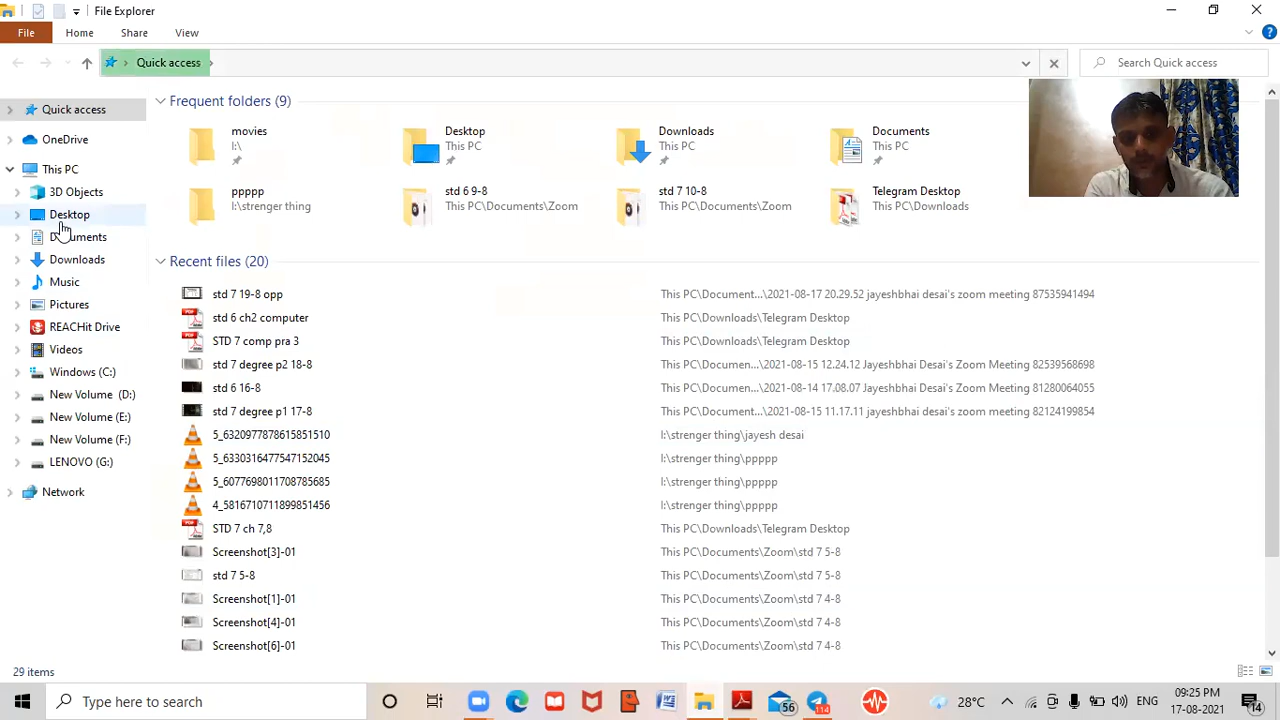 File Explorer
File Home Share View
Quick access
Search Quick access
Quick access
OneDrive
This PC
3D Objects
Desktop
Documents
Downloads
Music
Pictures
REACHit Drive
Videos
Windows (C:)
New Volume (D:)
New Volume (E:)
New Volume (F:)
LENOVO (G:)
Network
Frequent folders (9)
movies
I:\
Desktop
This PC
Downloads
This PC
Documents
This PC
ppppp
I:\strenger thing
std 6 9-8
This PC\Documents\Zoom
std 7 10-8
This PC\Documents\Zoom
Telegram Desktop
This PC\Downloads
Recent files (20)
std 7 19-8 opp This PC\Document...\2021-08-17 20.29.52 jayeshbhai desai's zoom meeting 87535941494
std 6 ch2 computer This PC\Downloads\Telegram Desktop
STD 7 comp pra 3 This PC\Downloads\Telegram Desktop
std 7 degree p2 18-8 This PC\Documen...\2021-08-15 12.24.12 Jayeshbhai Desai's Zoom Meeting 82539568698
std 6 16-8 This PC\Documen...\2021-08-14 17.08.07 Jayeshbhai Desai's Zoom Meeting 81280064055
std 7 degree p1 17-8 This PC\Document...\2021-08-15 11.17.11 jayeshbhai desai's zoom meeting 82124199854
5_6320977878615851510 I:\strenger thing\jayesh desai
5_6330316477547152045 I:\strenger thing\ppppp
5_6077698011708785685 I:\strenger thing\ppppp
4_5816710711899851456 I:\strenger thing\ppppp
STD 7 ch 7,8 This PC\Downloads\Telegram Desktop
Screenshot[3]-01 This PC\Documents\Zoom\std 7 5-8
std 7 5-8 This PC\Documents\Zoom\std 7 5-8
Screenshot[1]-01 This PC\Documents\Zoom\std 7 4-8
Screenshot[4]-01 This PC\Documents\Zoom\std 7 4-8
Screenshot[6]-01 This PC\Documents\Zoom\std 7 4-8
29 items
Type here to search
56
28°C
ENG
09:25 PM
17-08-2021
14